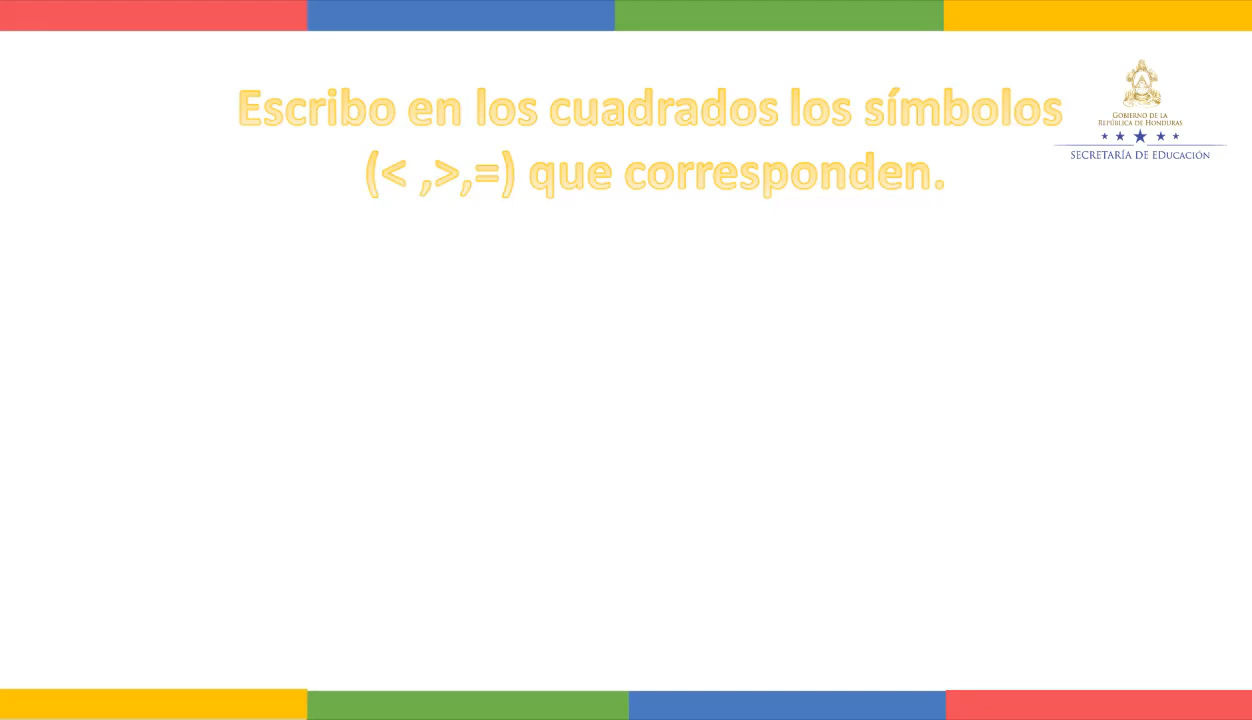 Escribo en los cuadrados los símbolos
(< ,>,=) que corresponden.
GOBIERNO DE LA
REPÚBLICA DE HONDURAS
SECRETARÍA DE EDUCACIÓN